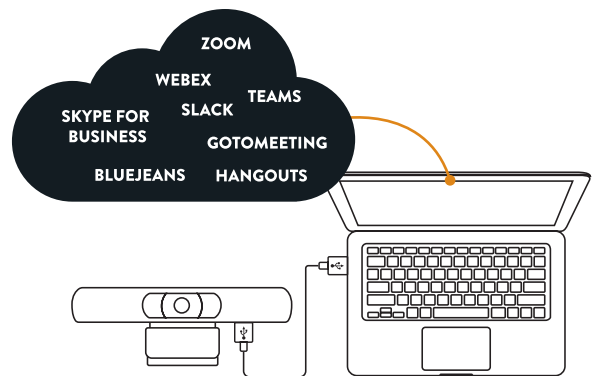 ZOOM
WEBEX
TEAMS
SLACK
SKYPE FOR
BUSINESS
GOTOMEETING
BLUEJEANS
HANGOUTS